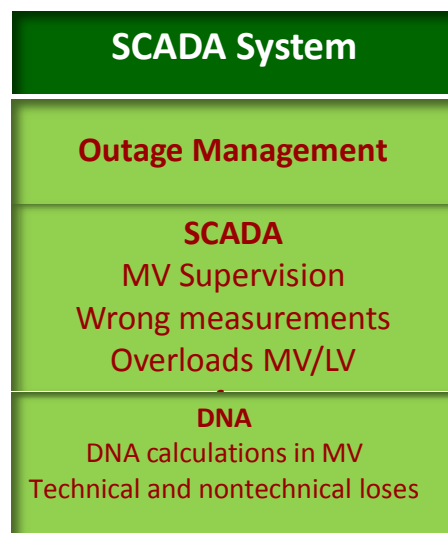 SCADA System
Outage Management
SCADA
MV Supervision
Wrong measurements
Overloads MV/LV
DNA
DNA calculations in MV
Technical and nontechnical loses